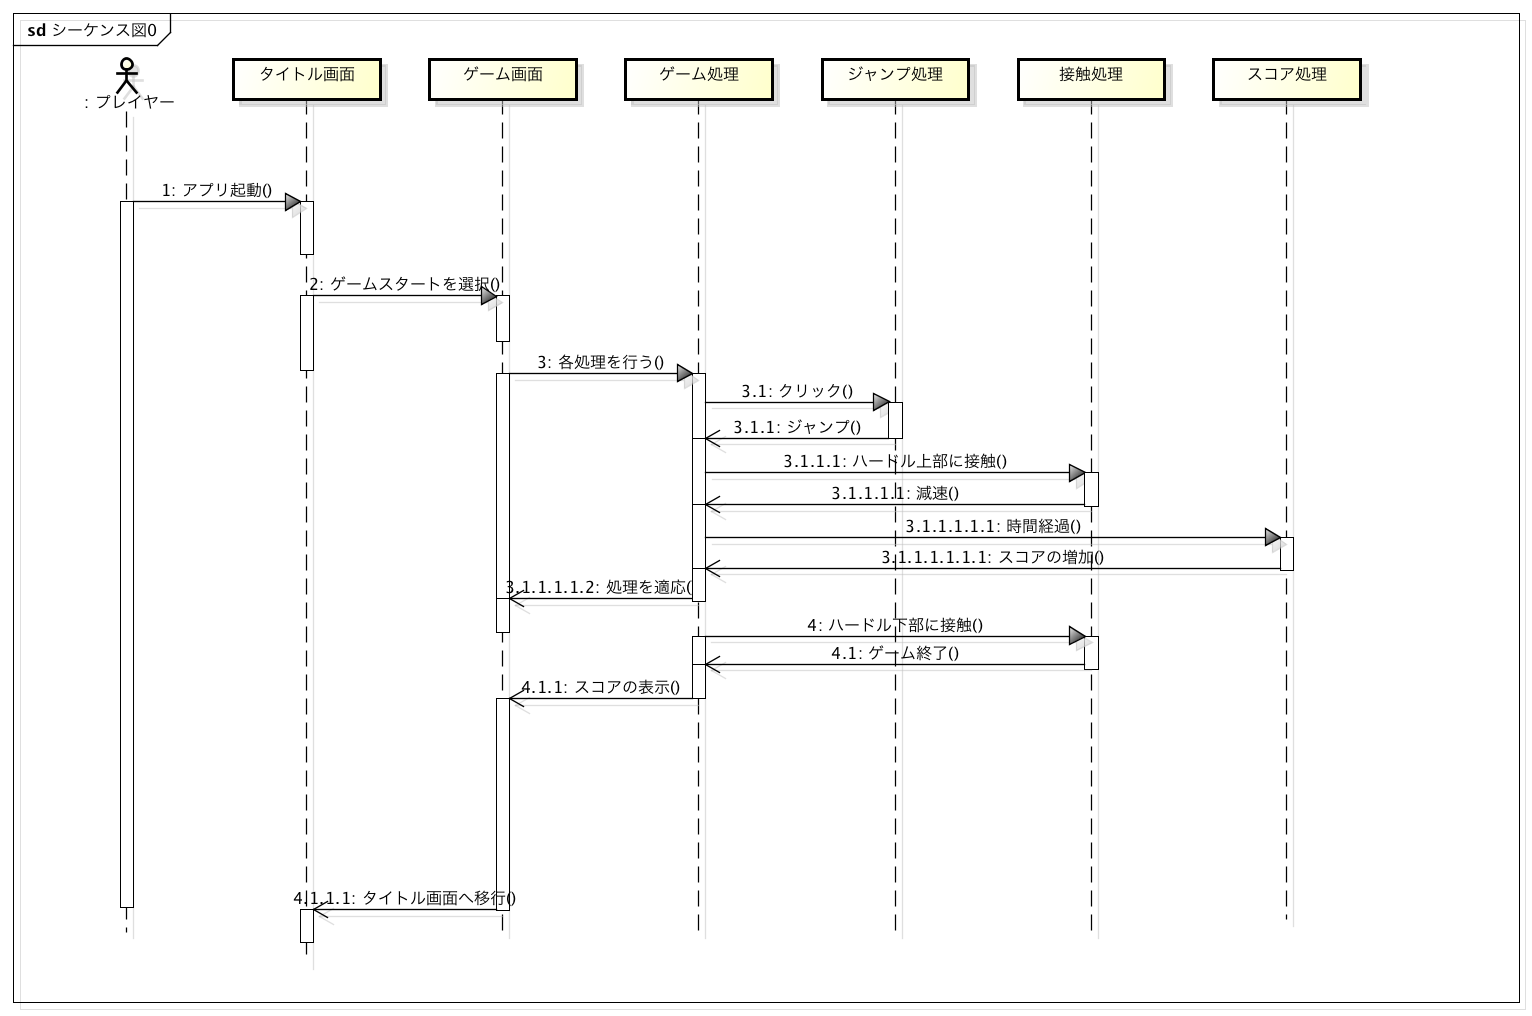 sd シーケンス図0
: プレイヤー
タイトル画面
ゲーム画面
ゲーム処理
ジャンプ処理
接触処理
スコア処理
1: アプリ起動()
2: ゲームスタートを選択()
3: 各処理を行う()
3.1: クリック()
3.1.1: ジャンプ()
3.1.1.1: ハードル上部に接触()
3.1.1.1.1: 減速()
3.1.1.1.1.1: 時間経過()
3.1.1.1.1.1.1: スコアの増加()
3.1.1.1.1.2: 処理を適応(
4: ハードル下部に接触()
4.1: ゲーム終了()
4.1.1: スコアの表示()
4.1.1.1: タイトル画面へ移行()